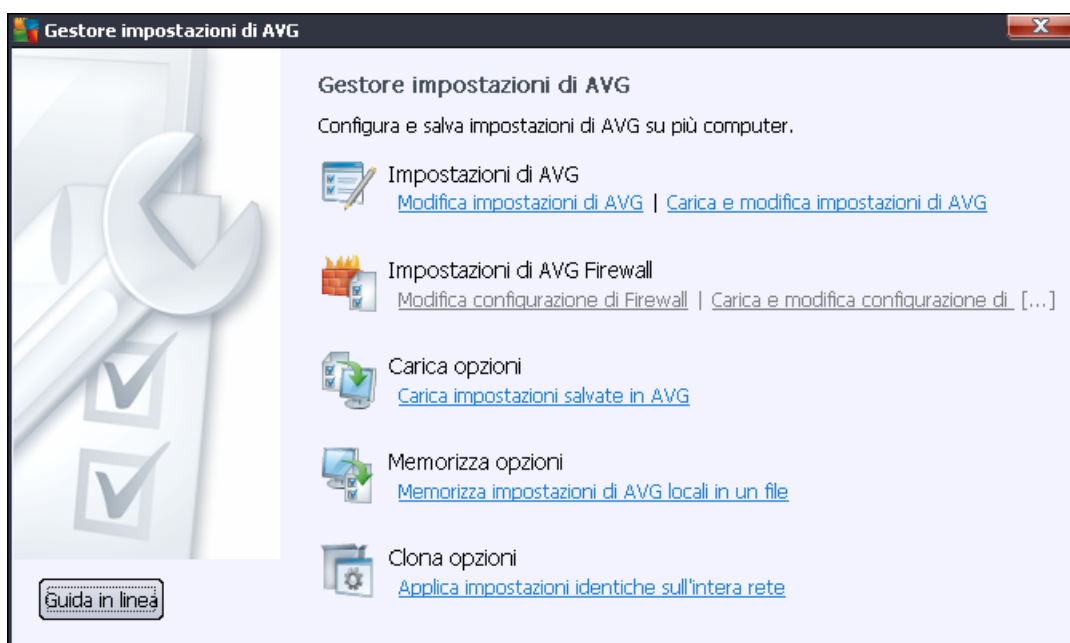 Gestore impostazioni di AVG
Gestore impostazioni di AVG
Configura e salva impostazioni di AVG su più computer.
Impostazioni di AVG
Modifica impostazioni di AVG | Carica e modifica impostazioni di AVG
Impostazioni di AVG Firewall
Modifica configurazione di Firewall | Carica e modifica configurazione di [...]
Carica opzioni
Carica impostazioni salvate in AVG
Memorizza opzioni
Memorizza impostazioni di AVG locali in un file
Clona opzioni
Applica impostazioni identiche sull'intera rete
Guida in linea